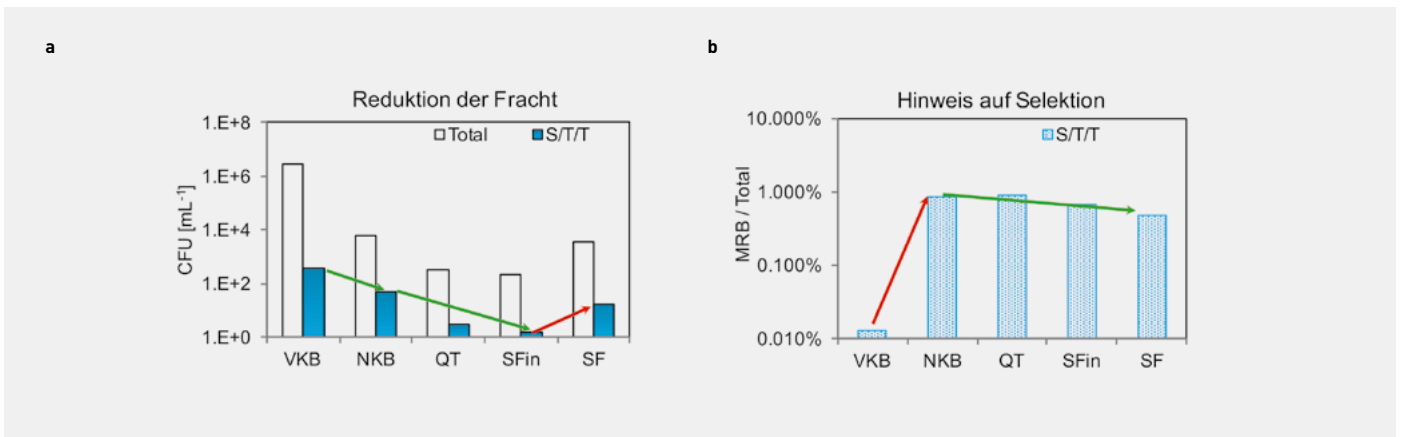 a
Reduktion der Fracht
Total
S/T/T
1.E+8
1.E+6
1.E+4
1.E+2
1.E+0
CFU [mL⁻¹]
VKB NKB QT SFin SF
b
Hinweis auf Selektion
S/T/T
10.000%
1.000%
0.100%
0.010%
MRB / Total
VKB NKB QT SFin SF